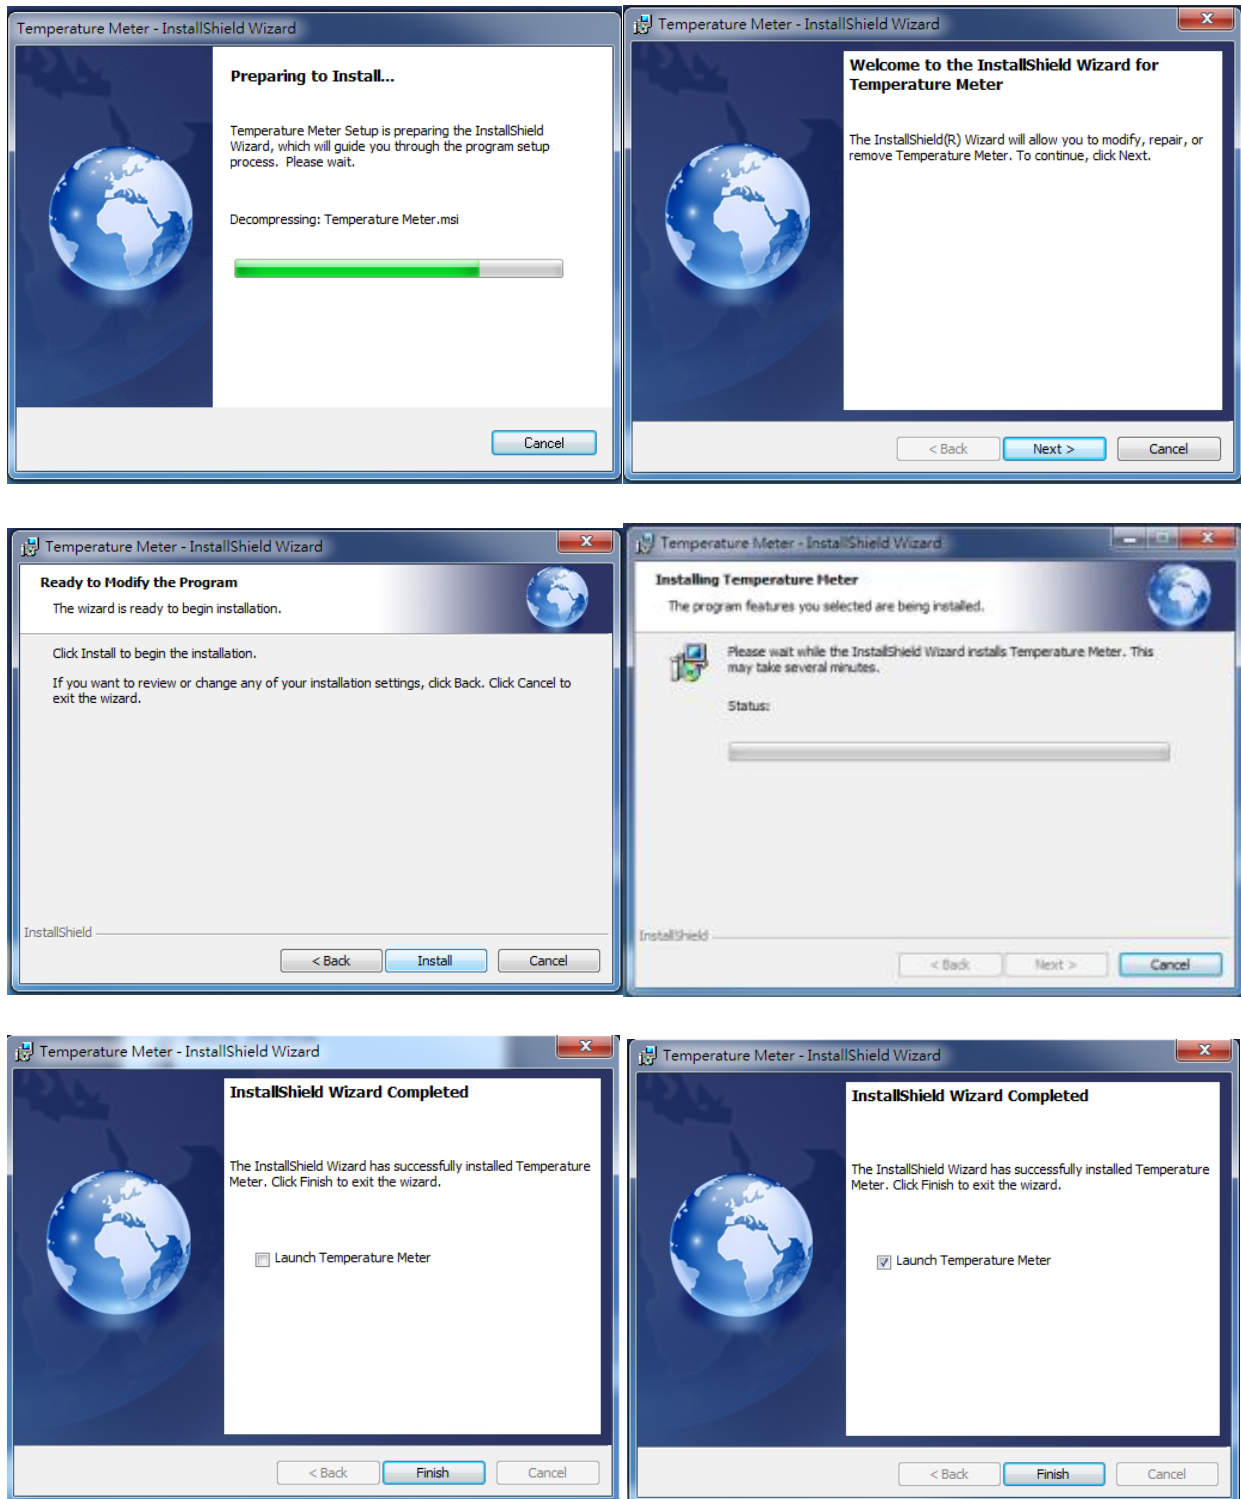 Temperature Meter - InstallShield Wizard
Preparing to Install...
Temperature Meter Setup is preparing the InstallShield
Wizard, which will guide you through the program setup
process.  Please wait.
Decompressing: Temperature Meter.msi
Cancel
Temperature Meter - InstallShield Wizard
Welcome to the InstallShield Wizard for
Temperature Meter
The InstallShield(R) Wizard will allow you to modify, repair, or
remove Temperature Meter. To continue, click Next.
< Back
Next >
Cancel
Temperature Meter - InstallShield Wizard
Ready to Modify the Program
The wizard is ready to begin installation.
Click Install to begin the installation.
If you want to review or change any of your installation settings, click Back. Click Cancel to
exit the wizard.
InstallShield
< Back
Install
Cancel
Temperature Meter - InstallShield Wizard
Installing Temperature Meter
The program features you selected are being installed.
Please wait while the InstallShield Wizard installs Temperature Meter. This
may take several minutes.
Status:
InstallShield
< Back
Next >
Cancel
Temperature Meter - InstallShield Wizard
InstallShield Wizard Completed
The InstallShield Wizard has successfully installed Temperature
Meter. Click Finish to exit the wizard.
Launch Temperature Meter
< Back
Finish
Cancel
Temperature Meter - InstallShield Wizard
InstallShield Wizard Completed
The InstallShield Wizard has successfully installed Temperature
Meter. Click Finish to exit the wizard.
Launch Temperature Meter
< Back
Finish
Cancel